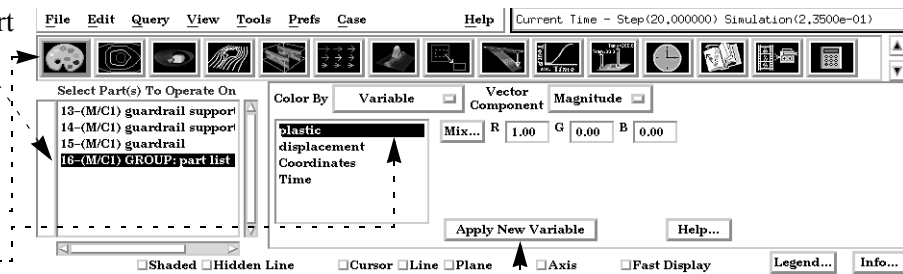 File Edit Query View Tools Prefs Case Help
Current Time - Step(20.000000) Simulation(2.3500e-01)
rt
Time
Select Part(s) To Operate On
13-(M/C1) guardrail support
14-(M/C1) guardrail support
15-(M/C1) guardrail
16-(M/C1) GROUP: part list
Color By Variable Vector Component Magnitude
plastic
displacement
Coordinates
Time
Mix... R 1.00 G 0.00 B 0.00
Apply New Variable Help...
Shaded Hidden Line Cursor Line Plane Axis Fast Display Legend... Info...